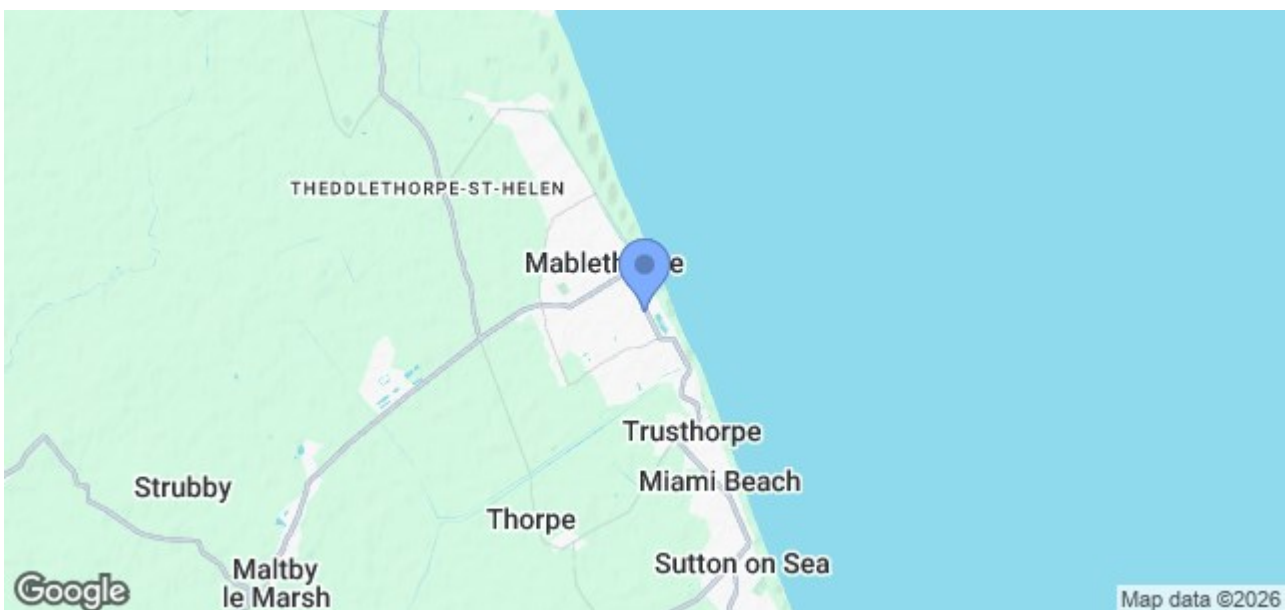 THEDDLETHORPE-ST-HELEN
Mableth e
Trusthorpe
Miami Beach
Strubby
Thorpe
Sutton on Sea
Maltby
le Marsh
Google
Map data ©2026